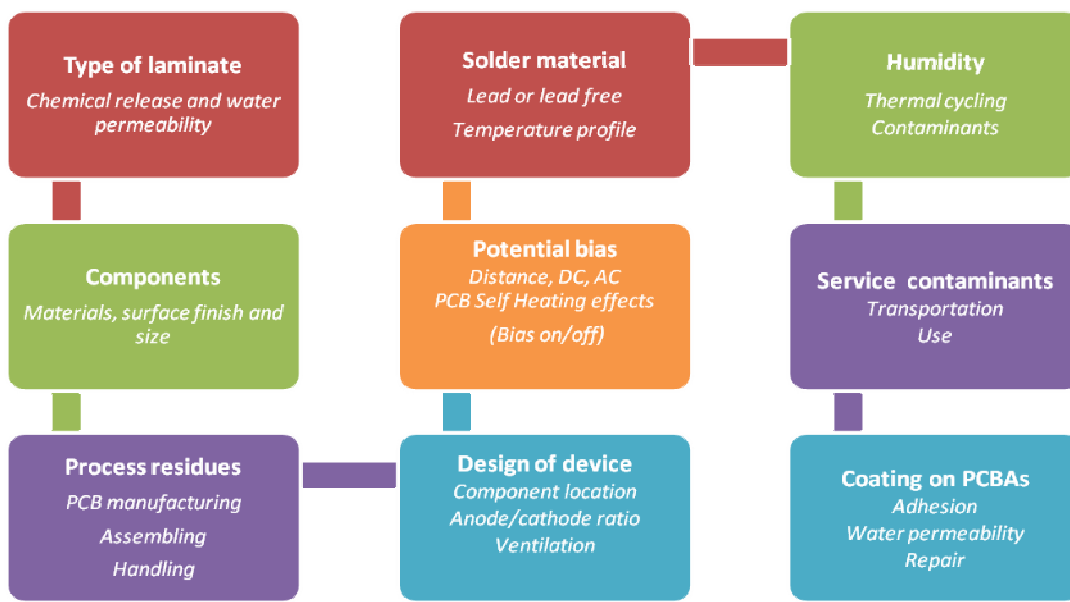 Type of laminate
Chemical release and water
permeability
Components
Materials, surface finish and
size
Process residues
PCB manufacturing
Assembling
Handling
Design of device
Component location
Anode/cathode ratio
Ventilation
Potential bias
Distance, DC, AC
PCB Self Heating effects
(Bias on/off)
Solder material
Lead or lead free
Temperature profile
Humidity
Thermal cycling
Contaminants
Service contaminants
Transportation
Use
Coating on PCBAs
Adhesion
Water permeability
Repair